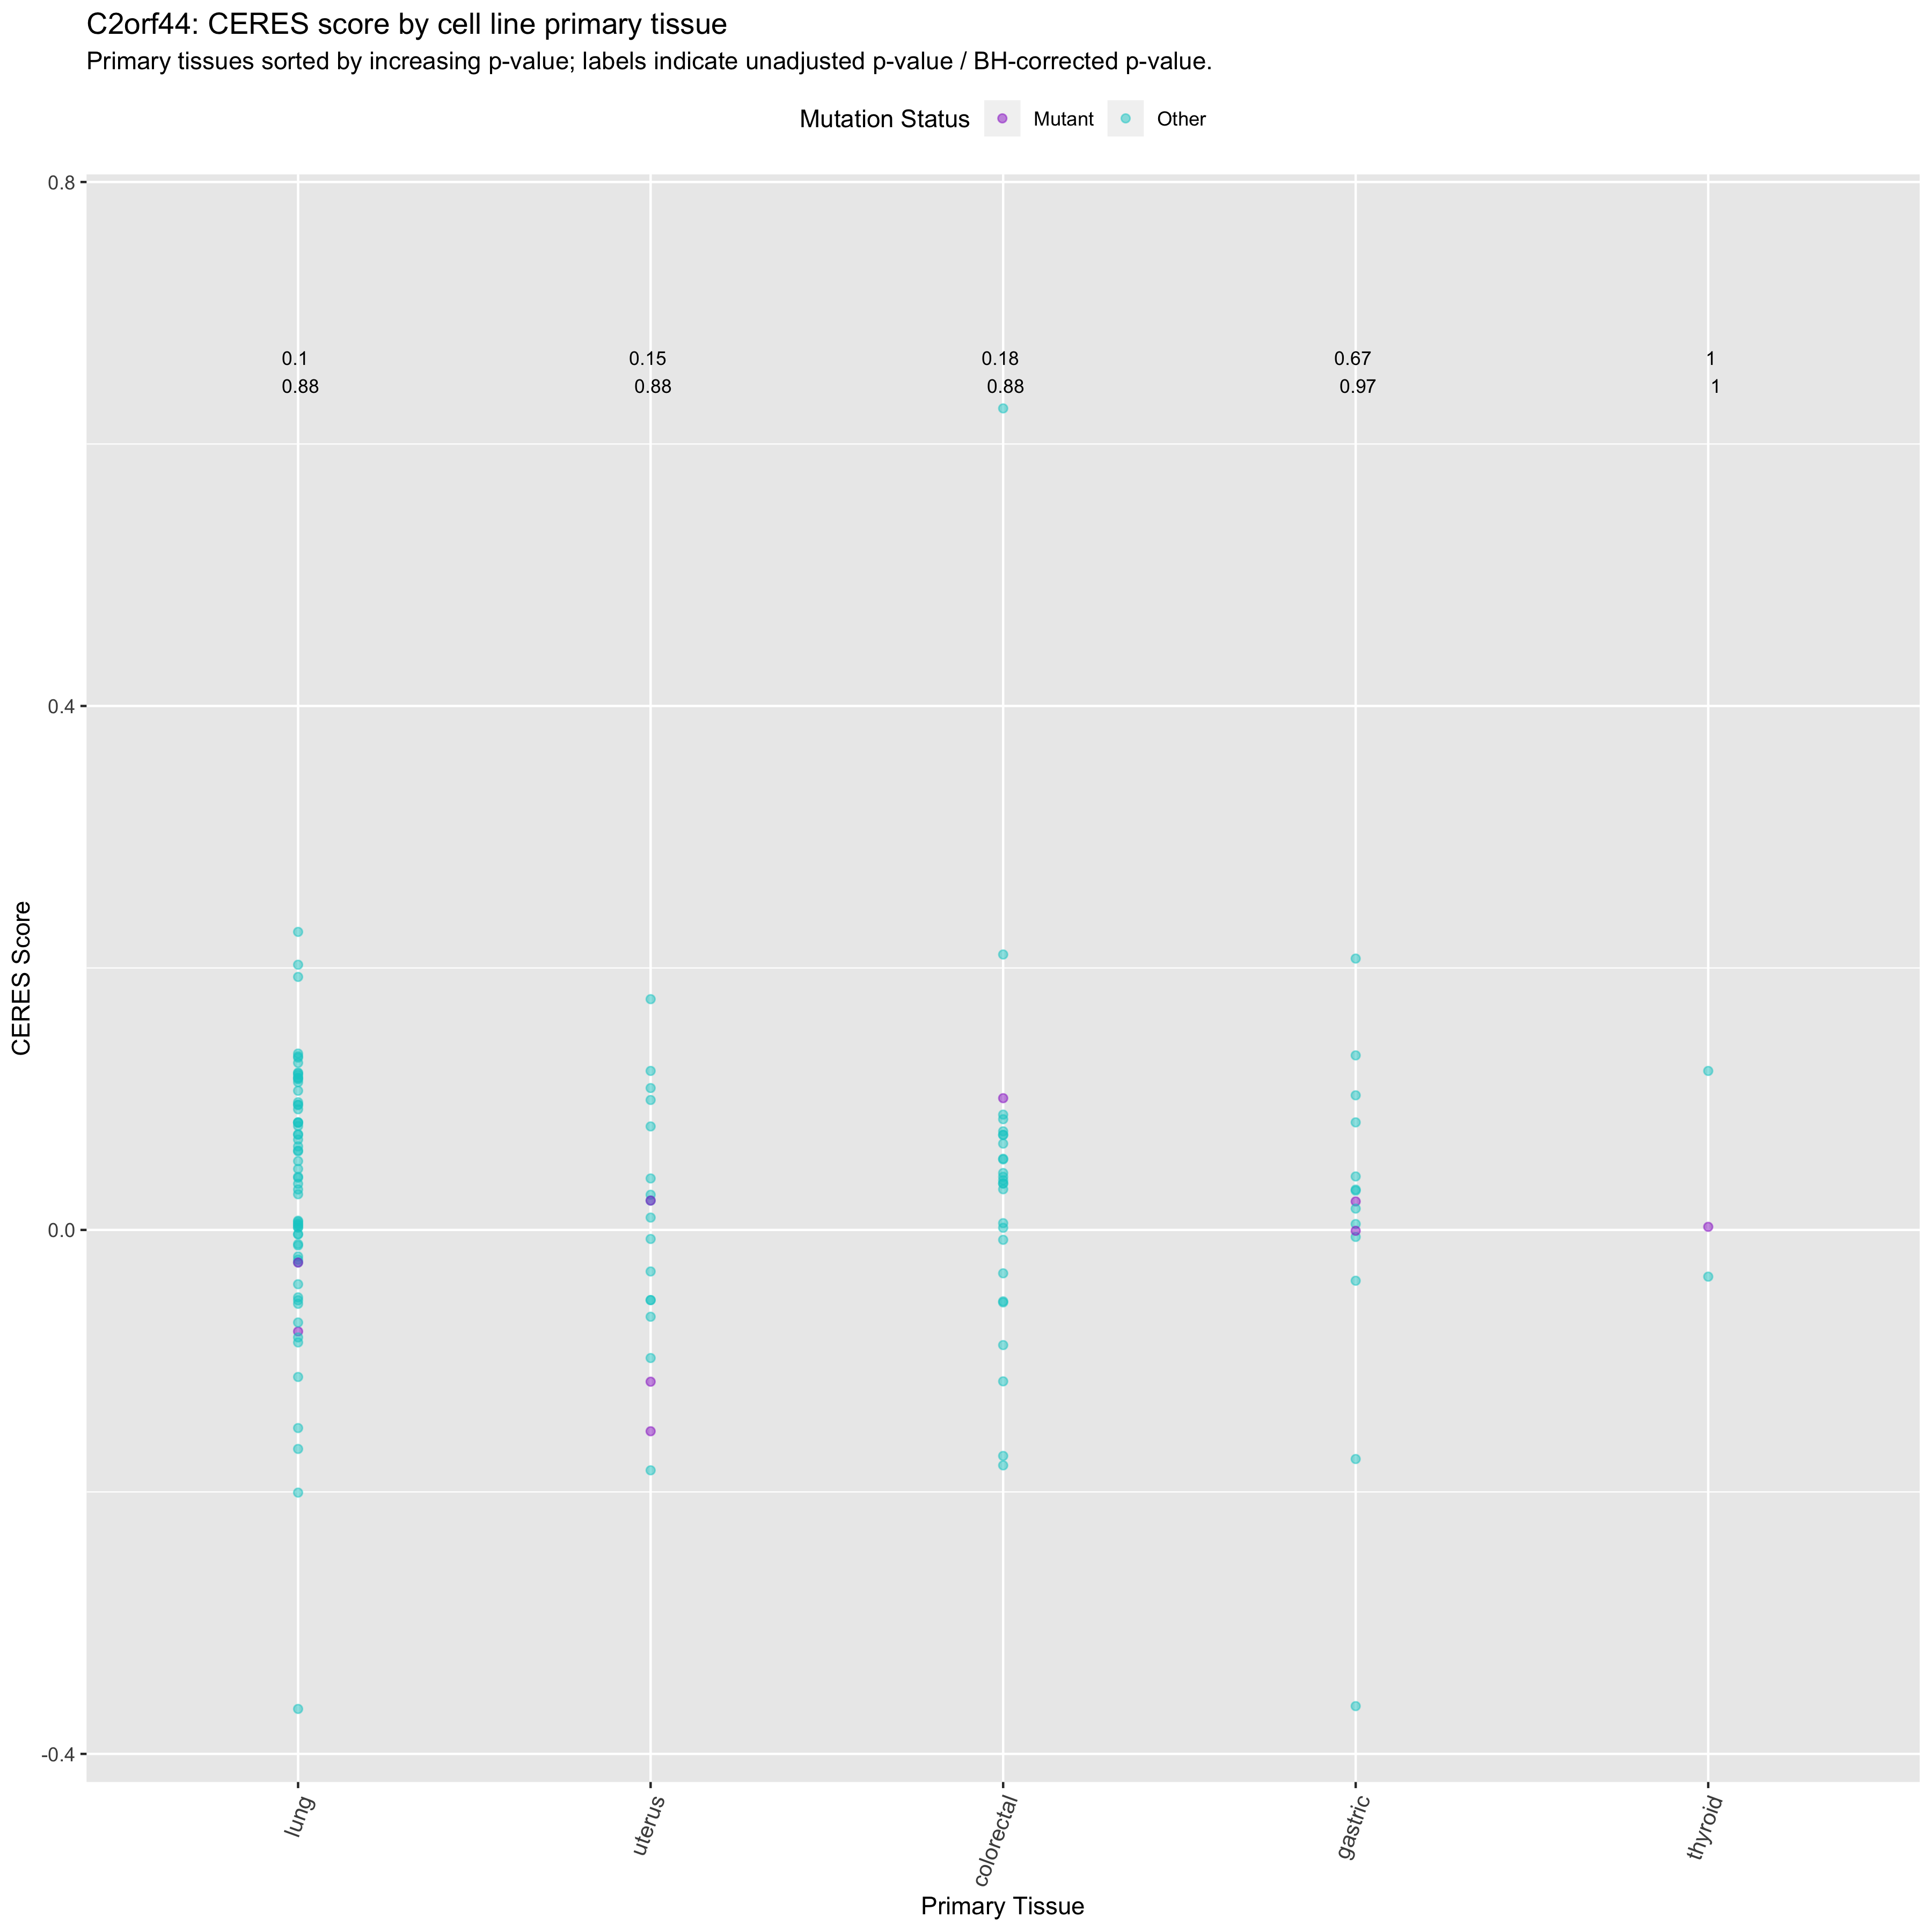 C2orf44: CERES score by cell line primary tissue
Primary tissues sorted by increasing p-value; labels indicate unadjusted p-value / BH-corrected p-value.
Mutation Status Mutant Other
0.8
0.1 0.15 0.18 0.67 1
0.88 0.88 0.88 0.97 1
0.4
CERES Score
0.0
-0.4
lung uterus colorectal gastric thyroid
Primary Tissue